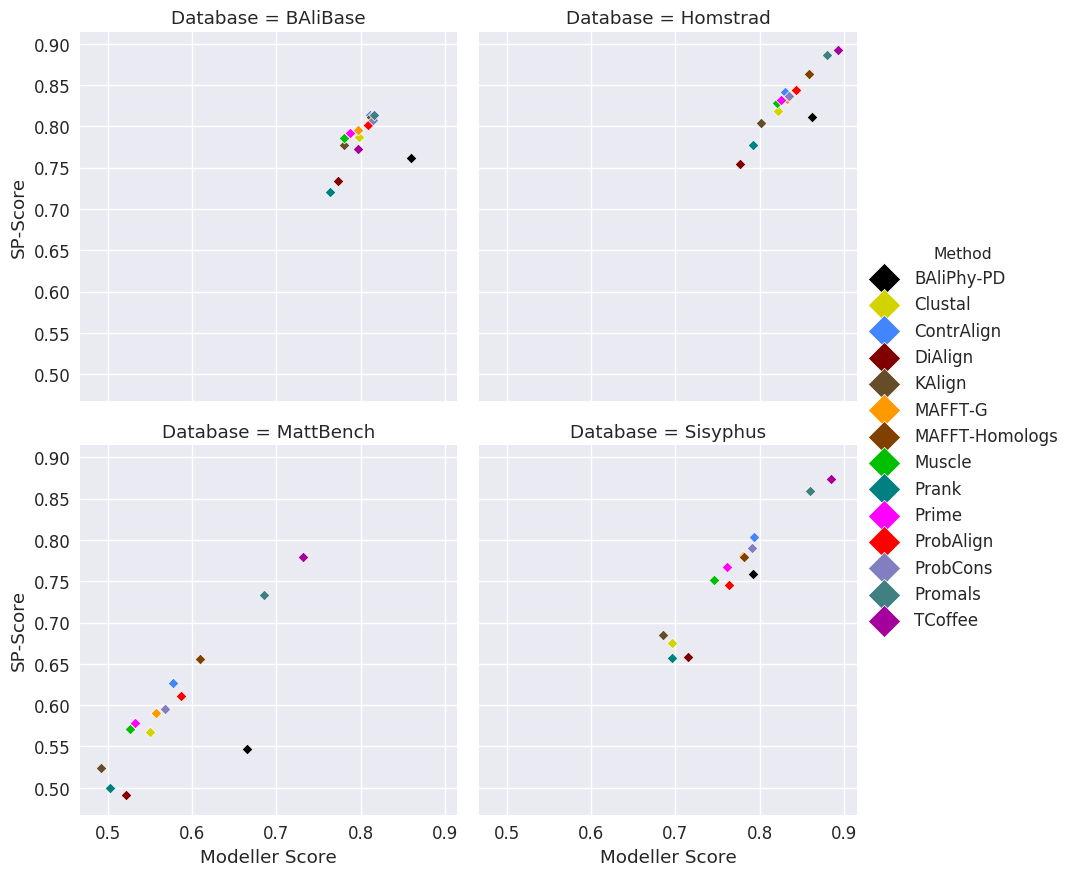 Database = BAliBase
Database = Homstrad
0.90
0.85
0.80
0.75
0.70
0.65
0.60
0.55
0.50
SP-Score
Database = MattBench
Database = Sisyphus
0.90
0.85
0.80
0.75
0.70
0.65
0.60
0.55
0.50
SP-Score
0.5 0.6 0.7 0.8 0.9
Modeller Score
0.5 0.6 0.7 0.8 0.9
Modeller Score
Method
BAliPhy-PD
Clustal
ContrAlign
DiAlign
KAlign
MAFFT-G
MAFFT-Homologs
Muscle
Prank
Prime
ProbAlign
ProbCons
Promals
TCoffee